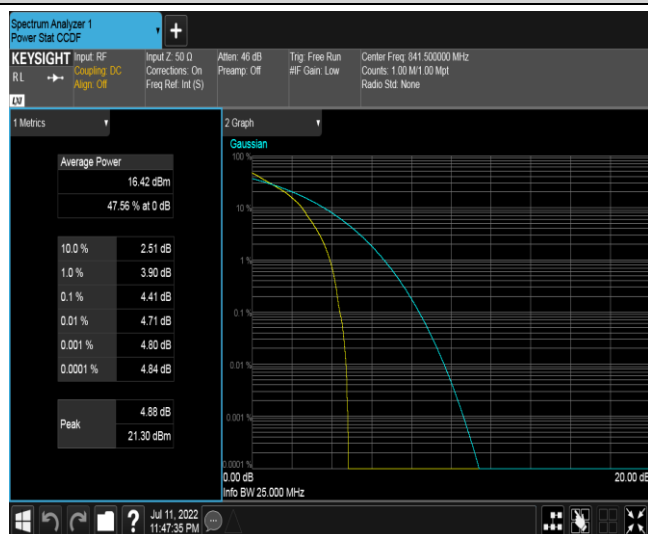 Spectrum Analyzer 1
Power Stat CCDF
+
KEYSIGHT
RL
LXI
Input: RF
Coupling: DC
Align: Off
Input Z: 50 Ω
Corrections: On
Freq Ref: Int (S)
Atten: 46 dB
Preamp: Off
Trig: Free Run
#IF Gain: Low
Center Freq: 841.500000 MHz
Counts: 1.00 M/1.00 Mpt
Radio Std: None
1 Metrics
Average Power
16.42 dBm
47.56 % at 0 dB
10.0 % 2.51 dB
1.0 % 3.90 dB
0.1 % 4.41 dB
0.01 % 4.71 dB
0.001 % 4.80 dB
0.0001 % 4.84 dB
Peak
4.88 dB
21.30 dBm
2 Graph
Gaussian
100 %
10 %
1 %
0.1 %
0.01 %
0.001 %
0.0001 %
0.00 dB 20.00 dB
Info BW 25.000 MHz
?
Jul 11, 2022
11:47:35 PM